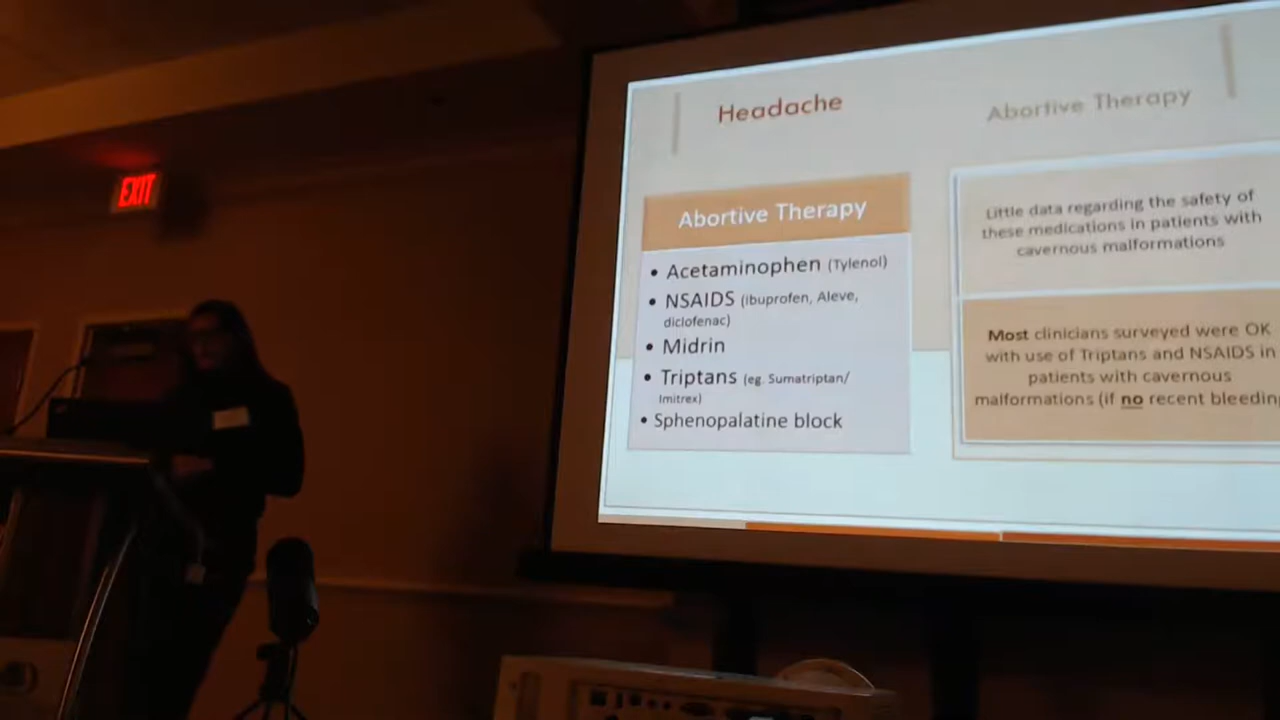 EXIT
Headache
Abortive Therapy
Abortive Therapy
• Acetaminophen (Tylenol)
• NSAIDS (ibuprofen, Aleve,
diclofenac)
• Midrin
• Triptans (eg. Sumatriptan/
Imitrex)
• Sphenopalatine block
Little data regarding the safety of
these medications in patients with
cavernous malformations
Most clinicians surveyed were OK
with use of Triptans and NSAIDS in
patients with cavernous
malformations (if no recent bleeding